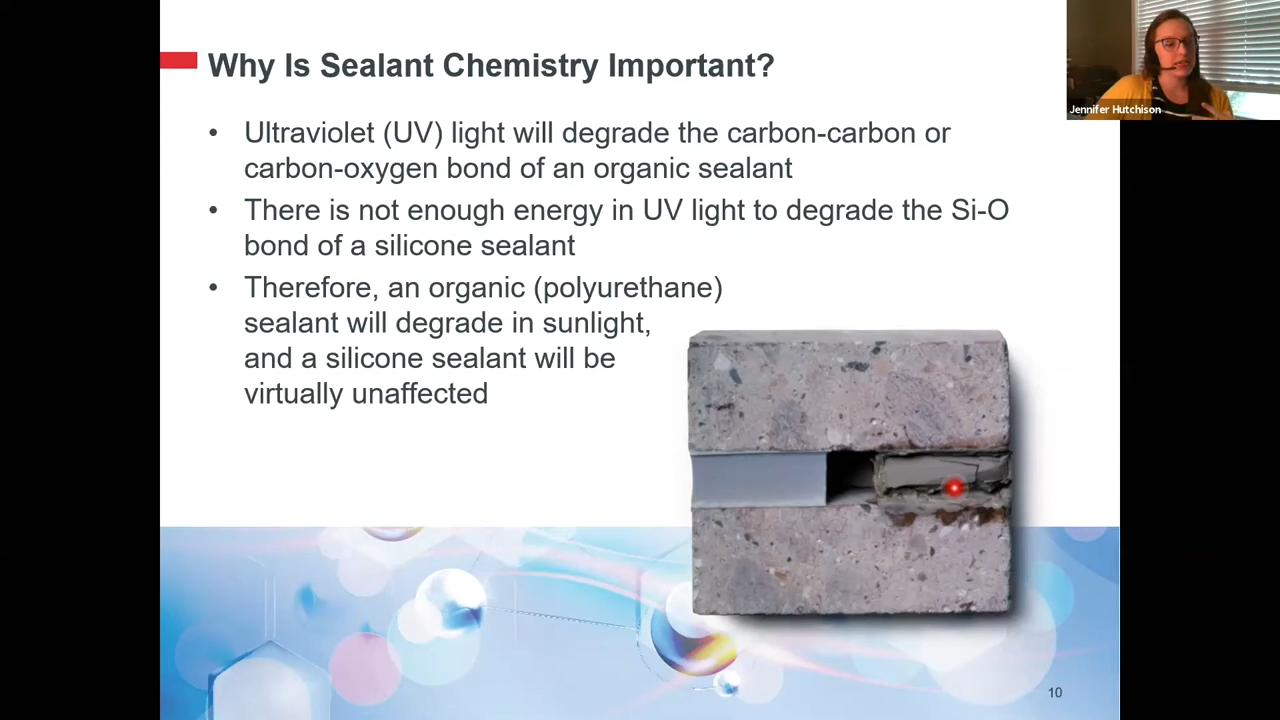 Why Is Sealant Chemistry Important?
• Ultraviolet (UV) light will degrade the carbon-carbon or
carbon-oxygen bond of an organic sealant
• There is not enough energy in UV light to degrade the Si-O
bond of a silicone sealant
• Therefore, an organic (polyurethane)
sealant will degrade in sunlight,
and a silicone sealant will be
virtually unaffected
Jennifer Hutchison
10